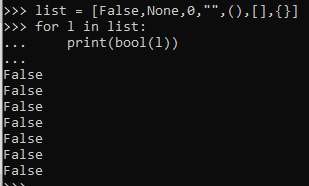 >>> list = [False,None,0,"",(),[],{}]
>>> for l in list:
...     print(bool(l))
...
False
False
False
False
False
False
False
>>>